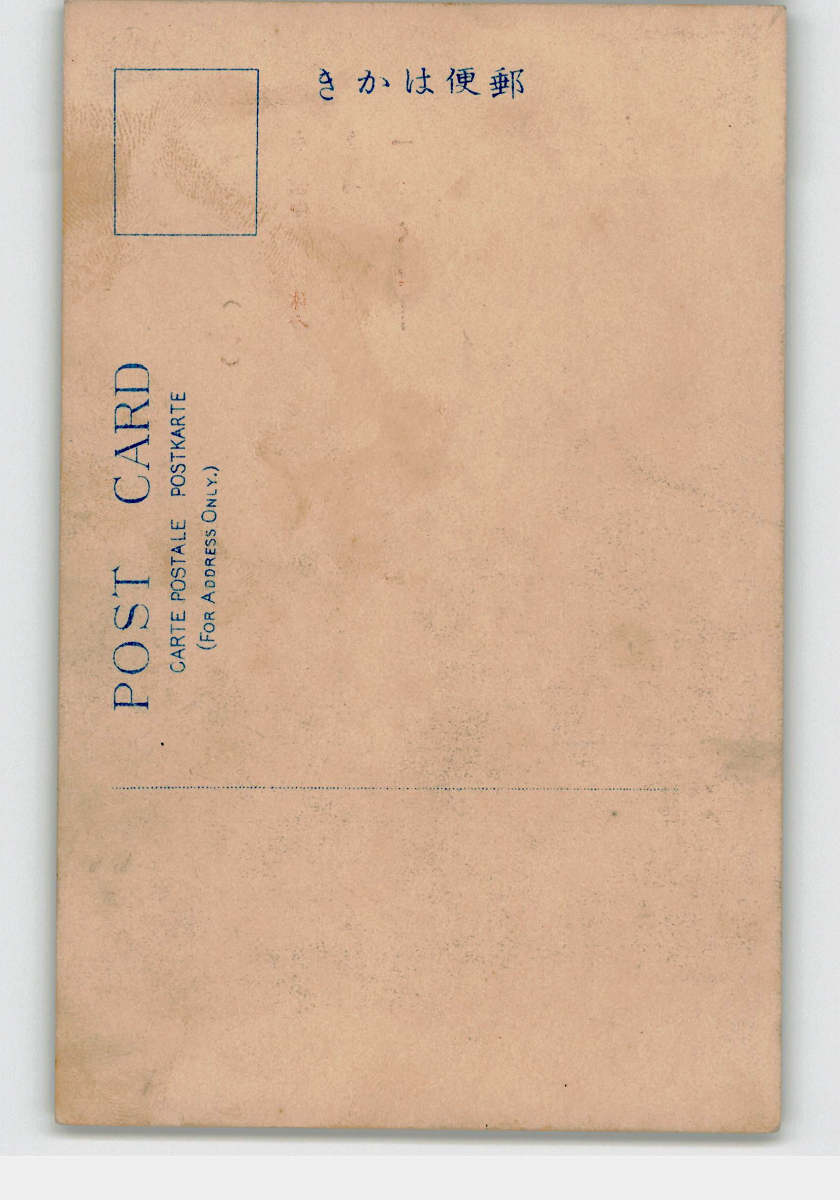 郵便はかき
POST CARD
CARTE POSTALE POSTKARTE
(FOR ADDRESS ONLY.)